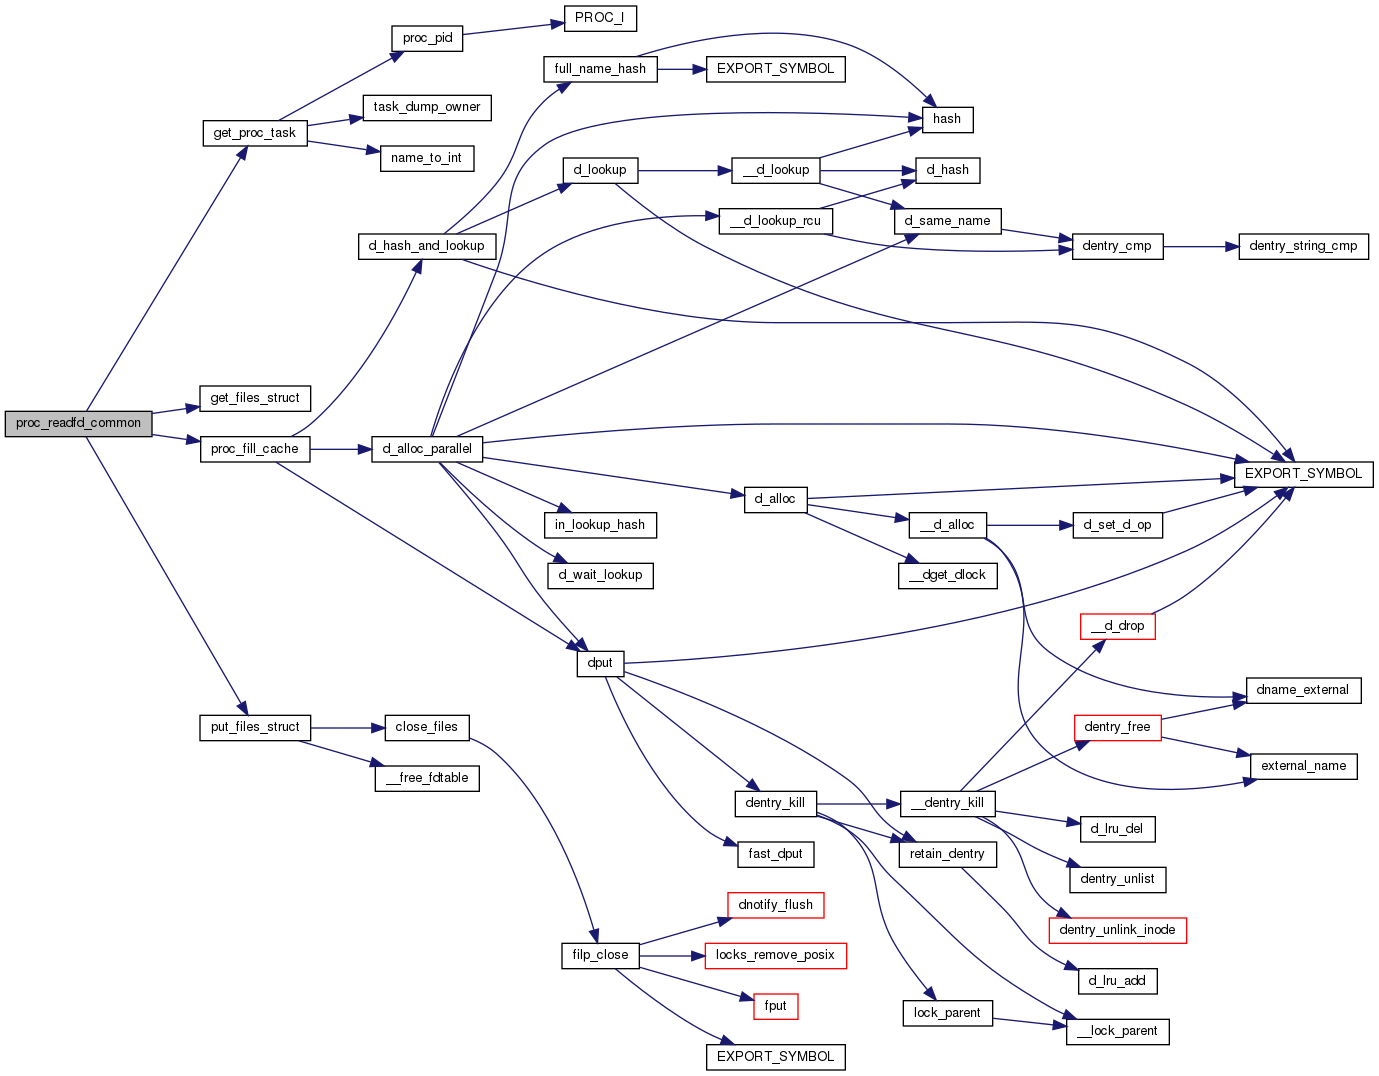 PROC_I
proc_pid
full_name_hash
EXPORT_SYMBOL
task_dump_owner
hash
get_proc_task
name_to_int
d_lookup
__d_lookup
d_hash
__d_lookup_rcu
d_same_name
d_hash_and_lookup
dentry_cmp
dentry_string_cmp
get_files_struct
proc_readfd_common
proc_fill_cache
d_alloc_parallel
EXPORT_SYMBOL
d_alloc
in_lookup_hash
__d_alloc
d_set_d_op
d_wait_lookup
__dget_dlock
__d_drop
dput
dname_external
put_files_struct
close_files
dentry_free
external_name
__free_fdtable
dentry_kill
__dentry_kill
d_lru_del
fast_dput
retain_dentry
dentry_unlist
dnotify_flush
dentry_unlink_inode
filp_close
locks_remove_posix
d_lru_add
fput
lock_parent
__lock_parent
EXPORT_SYMBOL